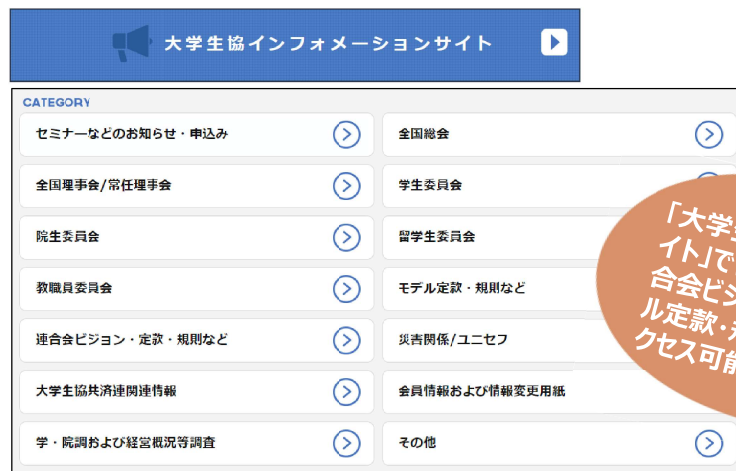 大学生協インフォメーションサイト
CATEGORY
セミナーなどのお知らせ・申込み
全国総会
全国理事会/常任理事会
学生委員会
院生委員会
留学生委員会
教職員委員会
モデル定款・規則など
連合会ビジョン・定款・規則など
災害関係/ユニセフ
大学生協共済連関連情報
会員情報および情報変更用紙
学・院調および経営概況等調査
その他
「大学
イト」で
合会ビジ
ル定款・
クセス可能